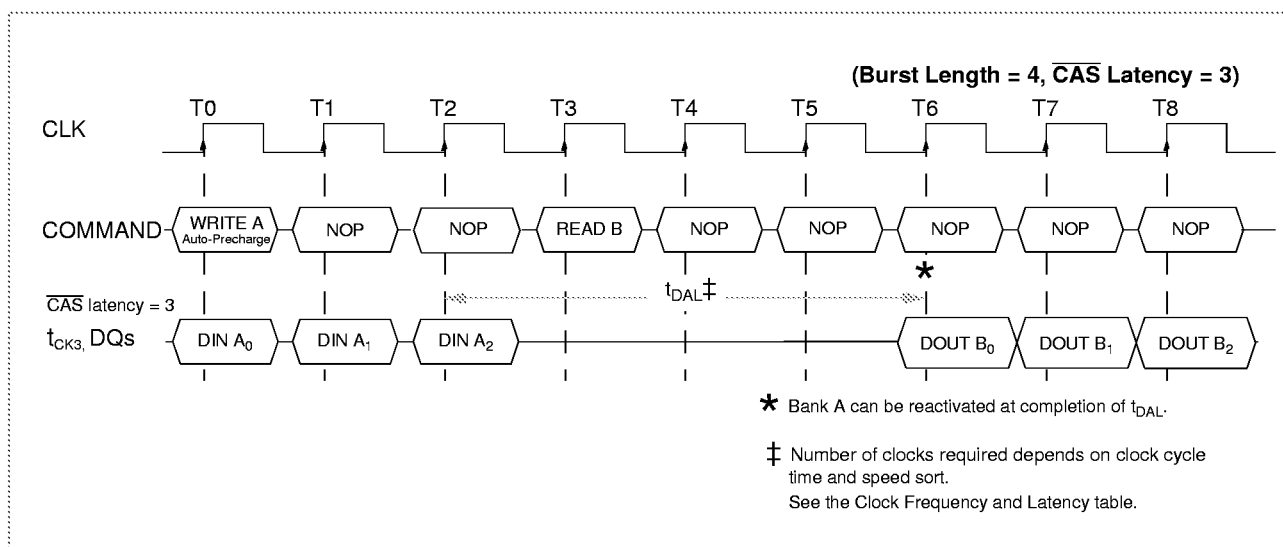 (Burst Length = 4, CAS Latency = 3)
T0 T1 T2 T3 T4 T5 T6 T7 T8
CLK
COMMAND WRITE A Auto-Precharge NOP NOP READ B NOP NOP NOP NOP NOP
*
tDAL‡
CAS latency = 3
tCK3, DQs DIN A0 DIN A1 DIN A2 DOUT B0 DOUT B1 DOUT B2
* Bank A can be reactivated at completion of tDAL.
‡ Number of clocks required depends on clock cycle
time and speed sort.
See the Clock Frequency and Latency table.